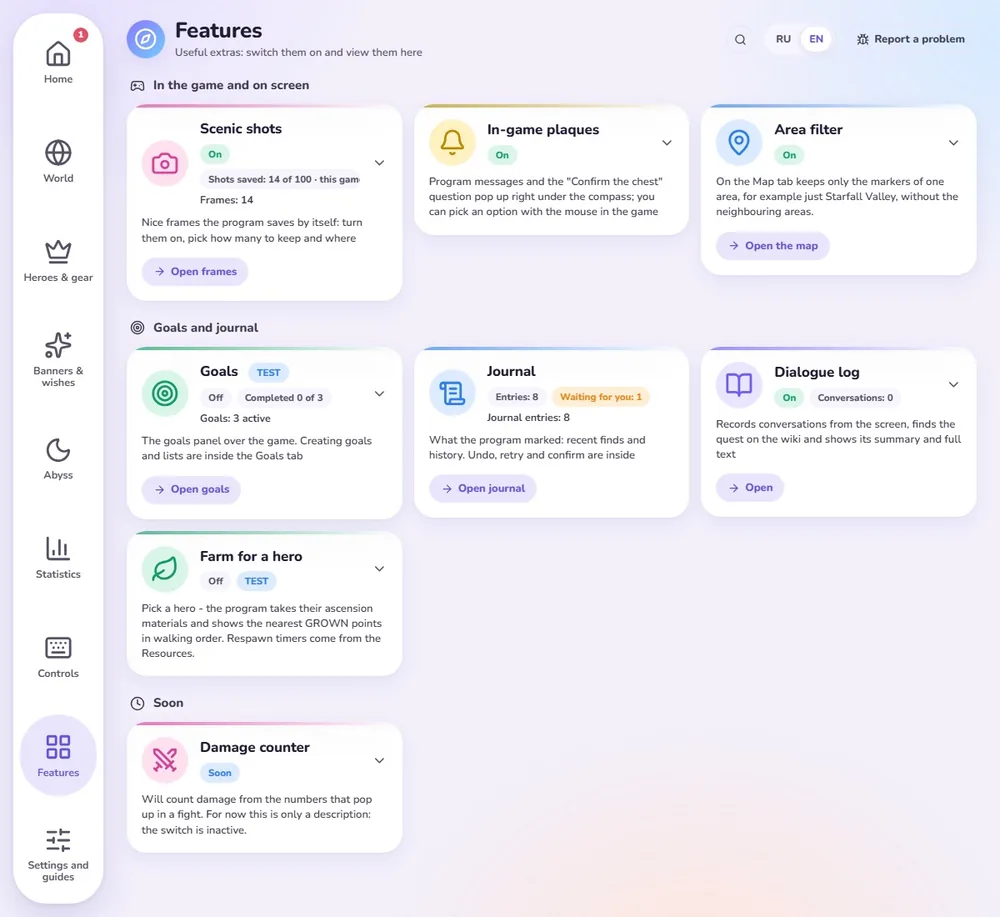 1
Home
World
Heroes & gear
Banners &
wishes
Abyss
Statistics
Controls
Features
Settings and
guides
Features
Useful extras: switch them on and view them here
RU EN
Report a problem
In the game and on screen
Scenic shots
On
Shots saved: 14 of 100 · this gam
Frames: 14
Nice frames the program saves by itself: turn
them on, pick how many to keep and where
Open frames
In-game plaques
On
Program messages and the "Confirm the chest"
question pop up right under the compass; you
can pick an option with the mouse in the game
Area filter
On
On the Map tab keeps only the markers of one
area, for example just Starfall Valley, without the
neighbouring areas.
Open the map
Goals and journal
Goals TEST
Off Completed 0 of 3
Goals: 3 active
The goals panel over the game. Creating goals
and lists are inside the Goals tab
Open goals
Journal
Entries: 8 Waiting for you: 1
Journal entries: 8
What the program marked: recent finds and
history. Undo, retry and confirm are inside
Open journal
Dialogue log
On Conversations: 0
Records conversations from the screen, finds the
quest on the wiki and shows its summary and full
text
Open
Farm for a hero
Off TEST
Pick a hero - the program takes their ascension
materials and shows the nearest GROWN points
in walking order. Respawn timers come from the
Resources.
Soon
Damage counter
Soon
Will count damage from the numbers that pop
up in a fight. For now this is only a description:
the switch is inactive.